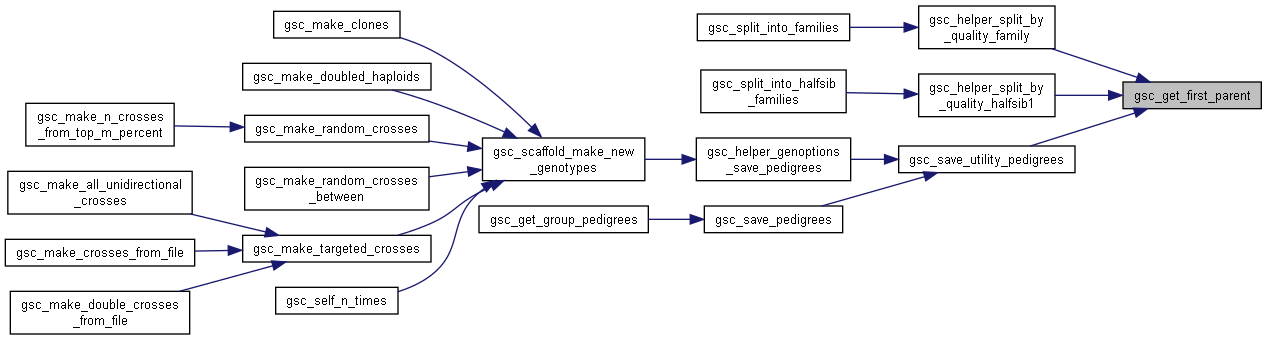 gsc_make_clones
gsc_make_doubled_haploids
gsc_make_n_crosses
_from_top_m_percent
gsc_make_random_crosses
gsc_make_random_crosses
_between
gsc_make_all_unidirectional
_crosses
gsc_make_targeted_crosses
gsc_make_crosses_from_file
gsc_make_double_crosses
_from_file
gsc_self_n_times
gsc_scaffold_make_new
_genotypes
gsc_get_group_pedigrees
gsc_split_into_families
gsc_split_into_halfsib
_families
gsc_helper_genoptions
_save_pedigrees
gsc_save_pedigrees
gsc_helper_split_by
_quality_family
gsc_helper_split_by
_quality_halfsib1
gsc_save_utility_pedigrees
gsc_get_first_parent